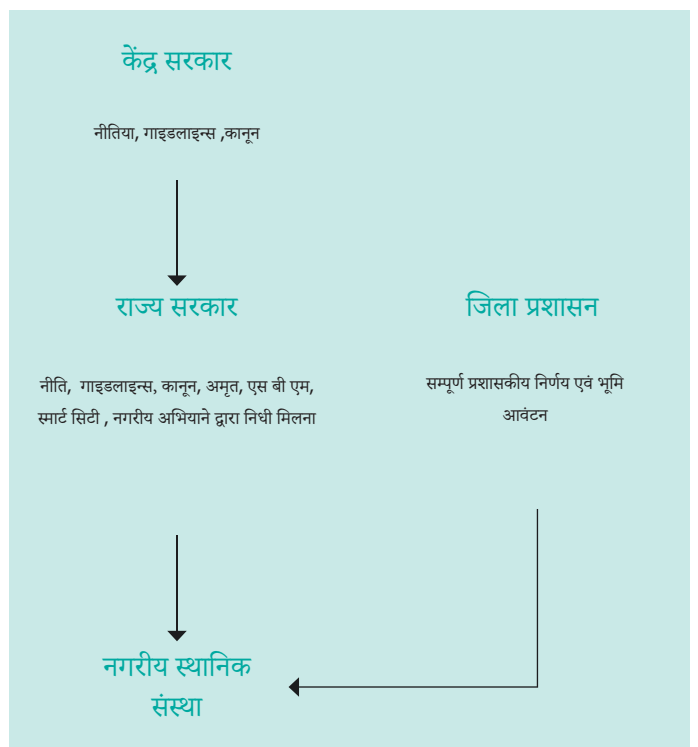 केंद्र सरकार
नीतिया, गाइडलाइन्स ,कानून
राज्य सरकार
नीति, गाइडलाइन्स, कानून, अमृत, एस बी एम,
स्मार्ट सिटी , नगरीय अभियाने द्वारा निधी मिलना
जिला प्रशासन
सम्पूर्ण प्रशासकीय निर्णय एवं भूमि
आवंटन
नगरीय स्थानिक
संस्था